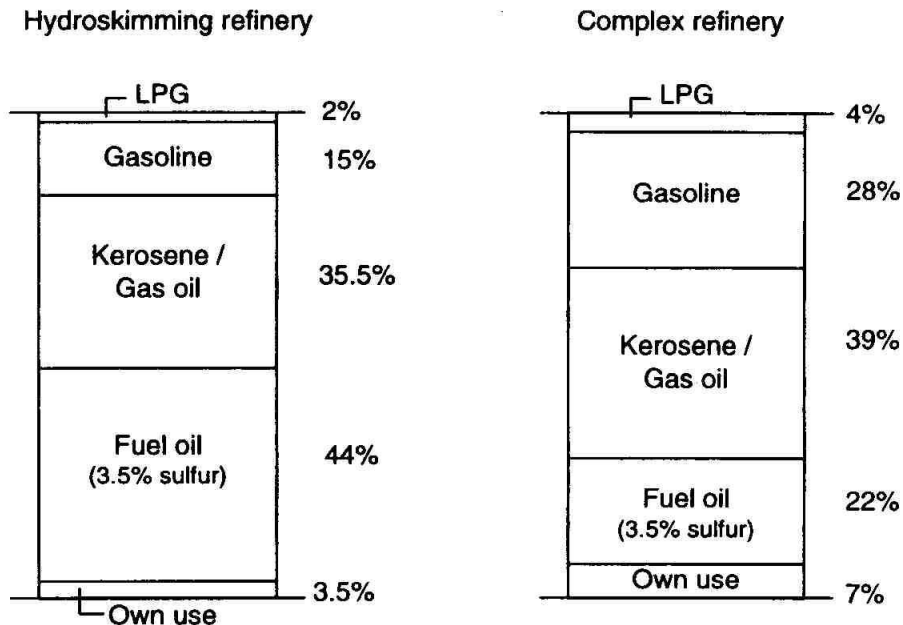 Hydroskimming refinery
LPG
2%
Gasoline
15%
Kerosene /
Gas oil
35.5%
Fuel oil
(3.5% sulfur)
44%
3.5%
Own use
Complex refinery
LPG
4%
Gasoline
28%
Kerosene /
Gas oil
39%
Fuel oil
(3.5% sulfur)
22%
Own use
7%